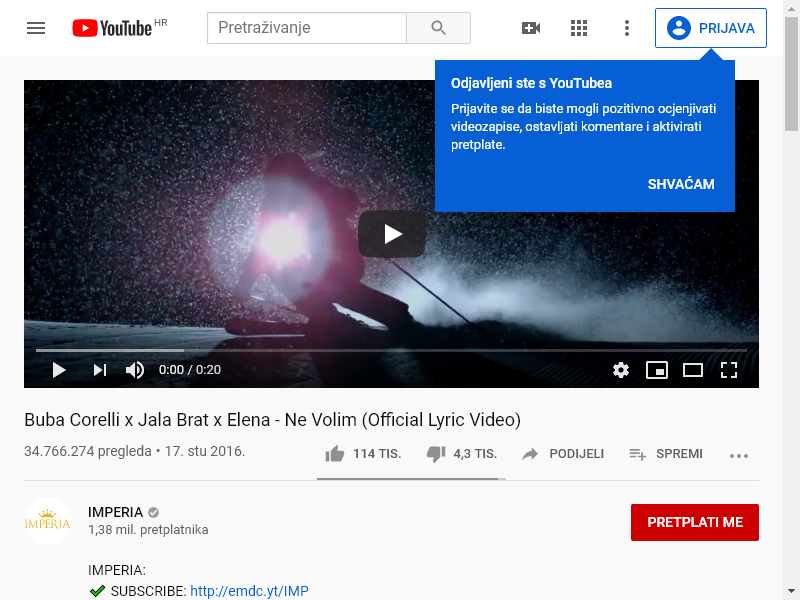 YouTube HR
Pretraživanje
PRIJAVA
Odjavljeni ste s YouTubea
Prijavite se da biste mogli pozitivno ocjenjivati
videozapise, ostavljati komentare i aktivirati
pretplate.
SHVAĆAM
0:00 / 0:20
Buba Corelli x Jala Brat x Elena - Ne Volim (Official Lyric Video)
34.766.274 pregleda • 17. stu 2016.
114 TIS.
4,3 TIS.
PODIJELI
SPREMI
IMPERIA
IMPERIA
1,38 mil. pretplatnika
PRETPLATI ME
IMPERIA:
SUBSCRIBE: http://emdc.yt/IMP